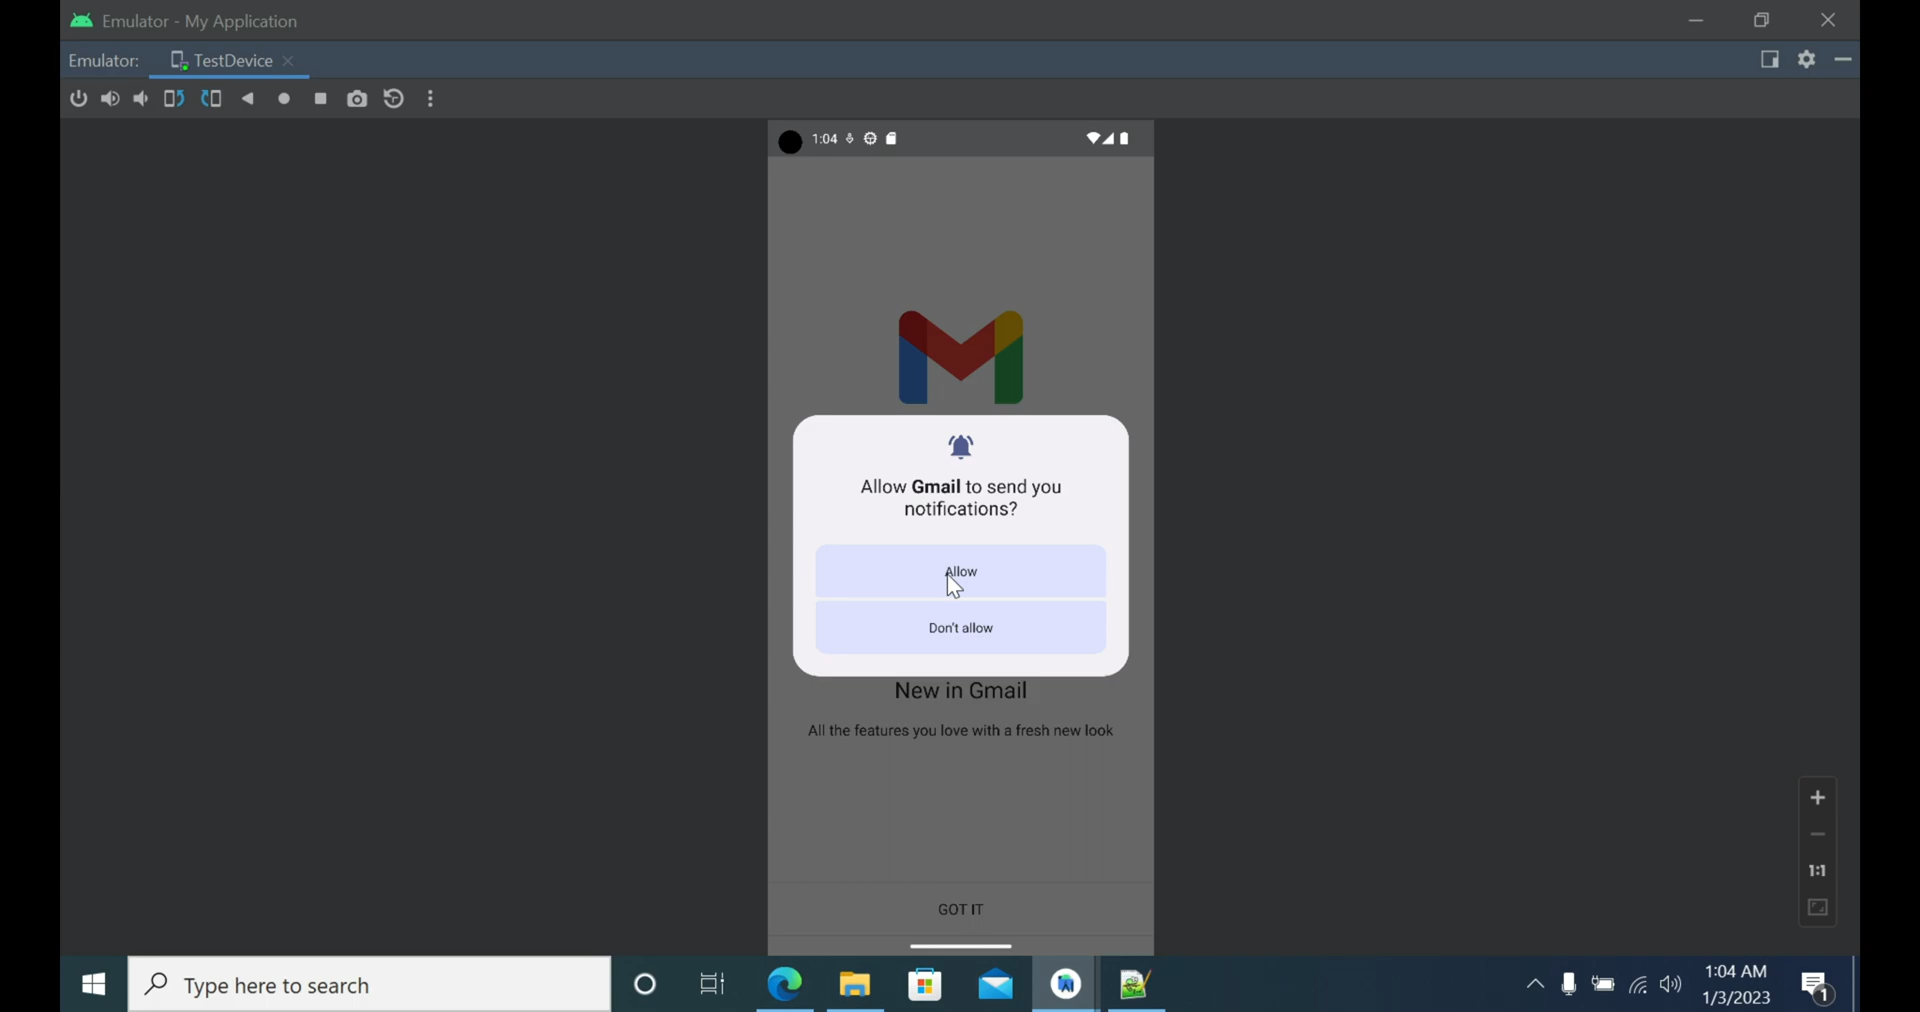 Emulator - My Application
Emulator:
TestDevice
1:04
Allow Gmail to send you
notifications?
Allow
Don't allow
New in Gmail
All the features you love with a fresh new look
GOT IT
1:1
Type here to search
1:04 AM
1/3/2023
1